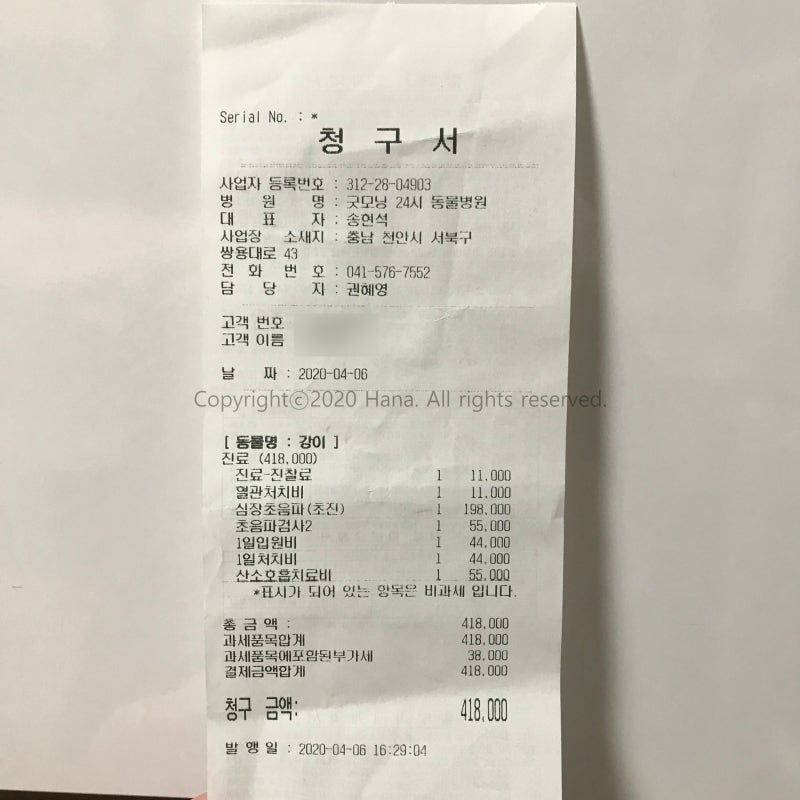 Serial No. : *
청 구 서
사업자 등록번호 : 312-28-04903
병 원 명 : 굿모닝 24시 동물병원
대 표 자 : 송현석
사업장 소새지 : 충남 천안시 서북구
쌍용대로 43
전 화 번 호 : 041-576-7552
담 당 지 : 권혜영
고객 번호
고객 이름
날 짜 : 2020-04-06
Copyrightⓒ2020 Hana. All rights reserved.
[ 동물명 : 강이 ]
진료 (418,000)
진료-진찰료 1 11,000
혈관처치비 1 11,000
심장초음파(초진) 1 198,000
초음파검사2 1 55,000
1일입원비 1 44,000
1일처치비 1 44,000
산소호흡치료비 1 55,000
*표시가 되어 있는 항목은 비과세 입니다.
총 금 액 : 418,000
과세품목합계 418,000
과세품목에포함된부가세 38,000
결제금액합계 418,000
청구 금액: 418,000
발 행 일 : 2020-04-06 16:29:04